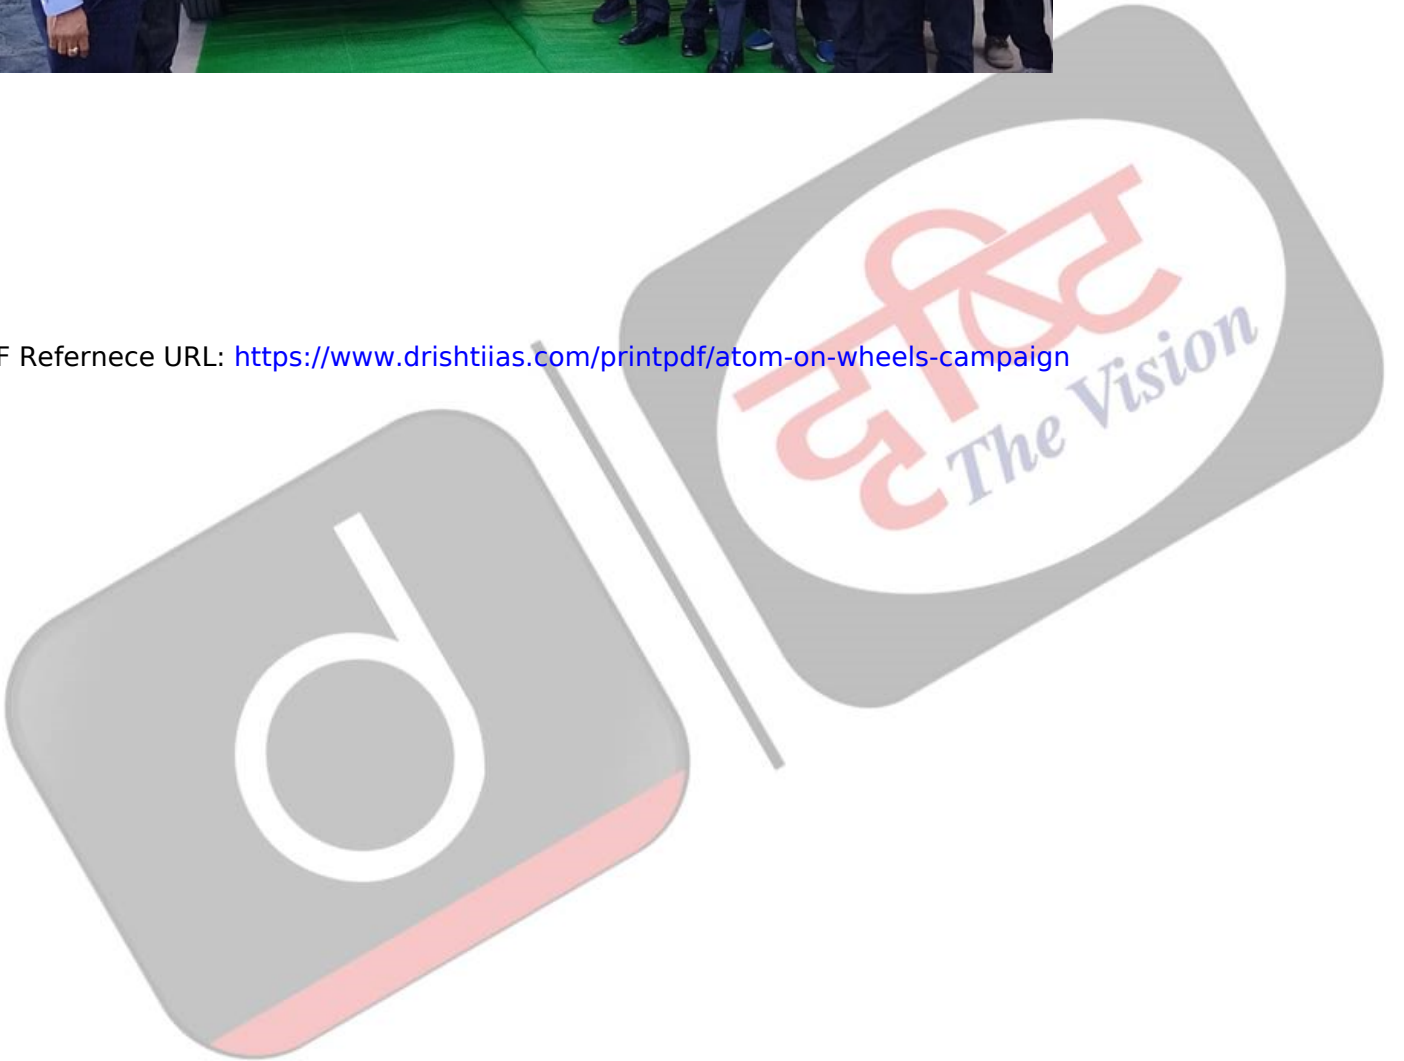 F Refernece URL: https://www.drishtiias.com/printpdf/atom-on-wheels-campaign
दृष्टि
The Vision
d